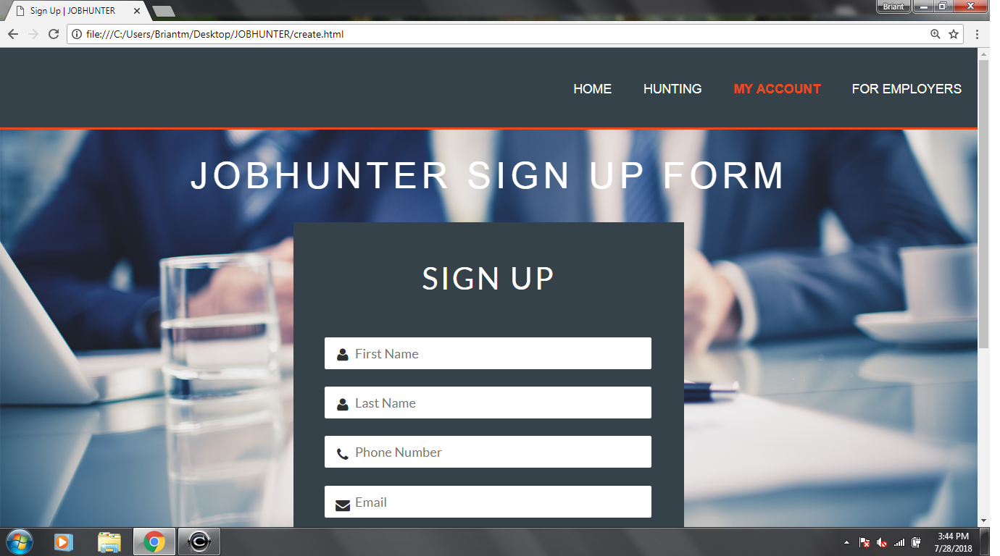 Sign Up | JOBHUNTER
Briant
file:///C:/Users/Briantm/Desktop/JOBHUNTER/create.html
HOME HUNTING MY ACCOUNT FOR EMPLOYERS
JOBHUNTER SIGN UP FORM
SIGN UP
First Name
Last Name
Phone Number
Email
3:44 PM
7/28/2018